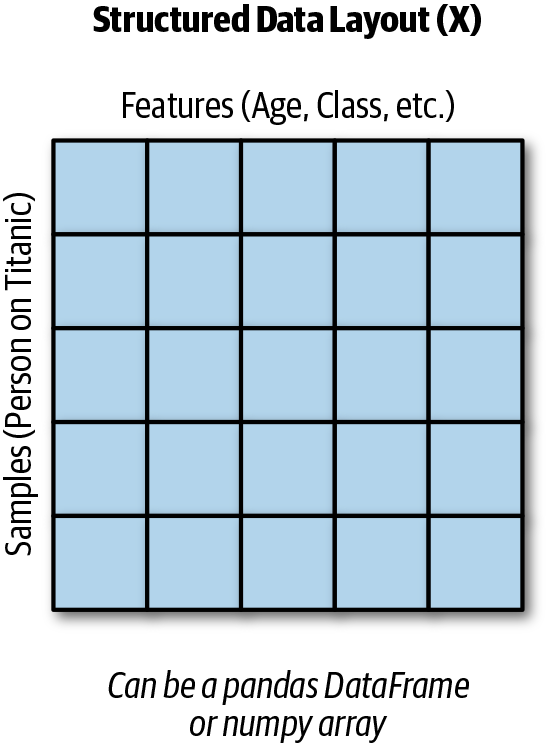 Structured Data Layout (X)
Features (Age, Class, etc.)
Samples (Person on Titanic)
Can be a pandas DataFrame
or numpy array